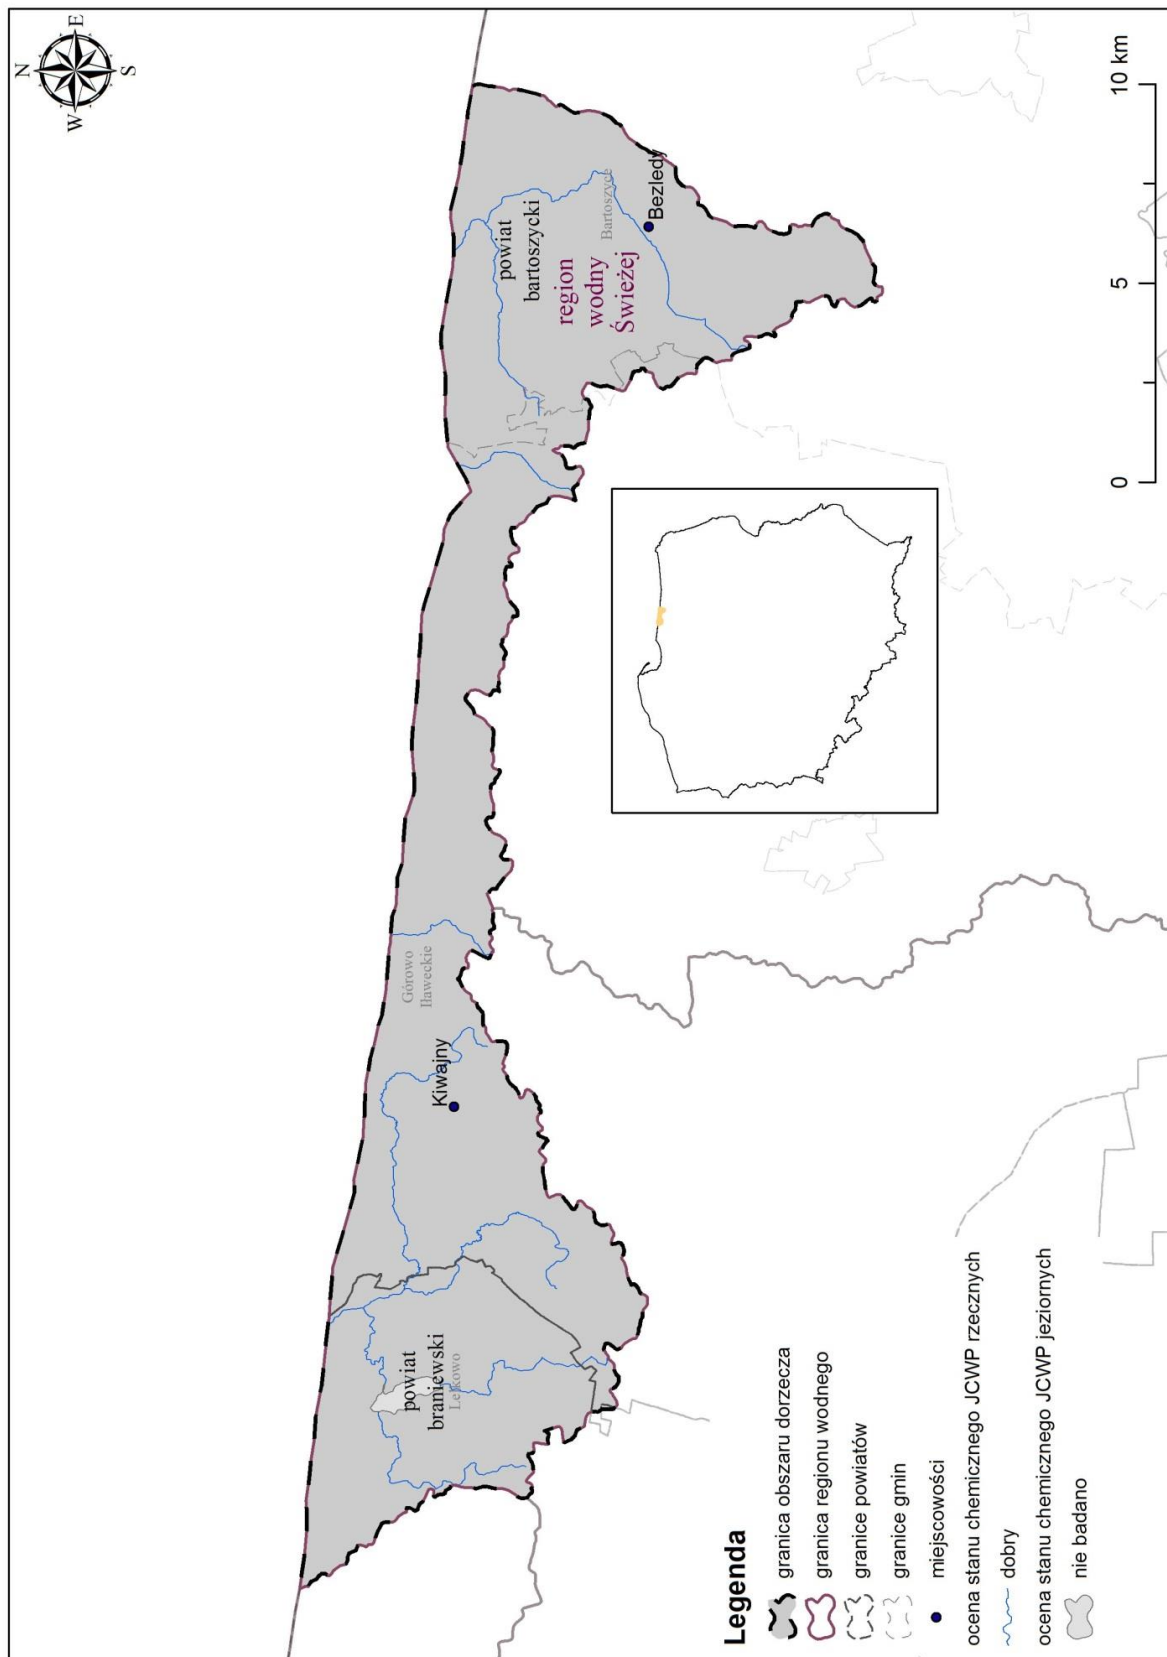 N
W
E
S
powiat
bartoszycki
region
wodny
Świeżej
Bartoszyce
Bezledy
Górowo
Iławeckie
Kiwajny
powiat
braniewski
Lelkowo
0
5
10 km
Legenda
granica obszaru dorzecza
granica regionu wodnego
granice powiatów
granice gmin
miejscowości
ocena stanu chemicznego JCWP rzecznych
dobry
ocena stanu chemicznego JCWP jeziornych
nie badano